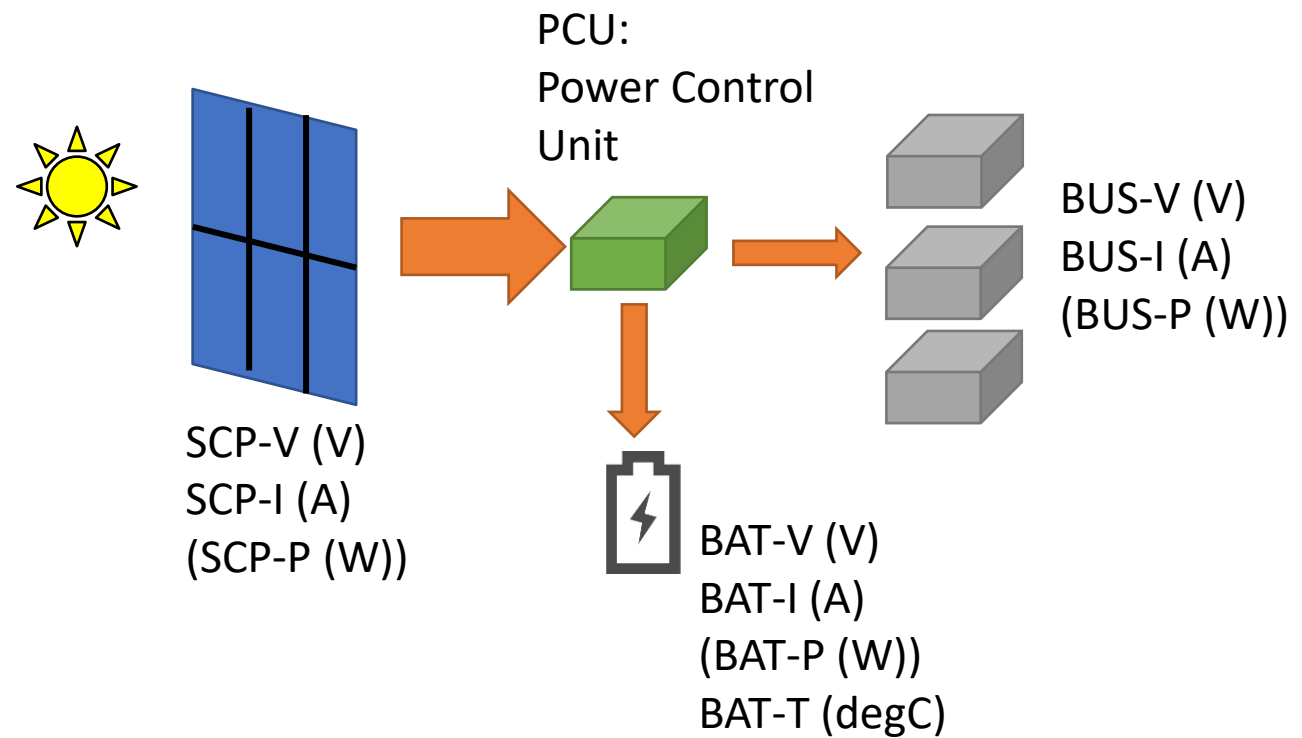 PCU:
Power Control
Unit
BUS-V (V)
BUS-I (A)
(BUS-P (W))
SCP-V (V)
SCP-I (A)
(SCP-P (W))
BAT-V (V)
BAT-I (A)
(BAT-P (W))
BAT-T (degC)